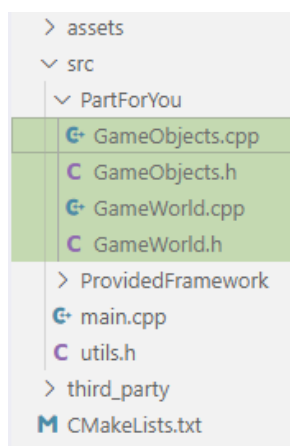 assets
src
PartForYou
GameObjects.cpp
C GameObjects.h
GameWorld.cpp
C GameWorld.h
ProvidedFramework
main.cpp
C utils.h
third_party
M CMakeLists.txt